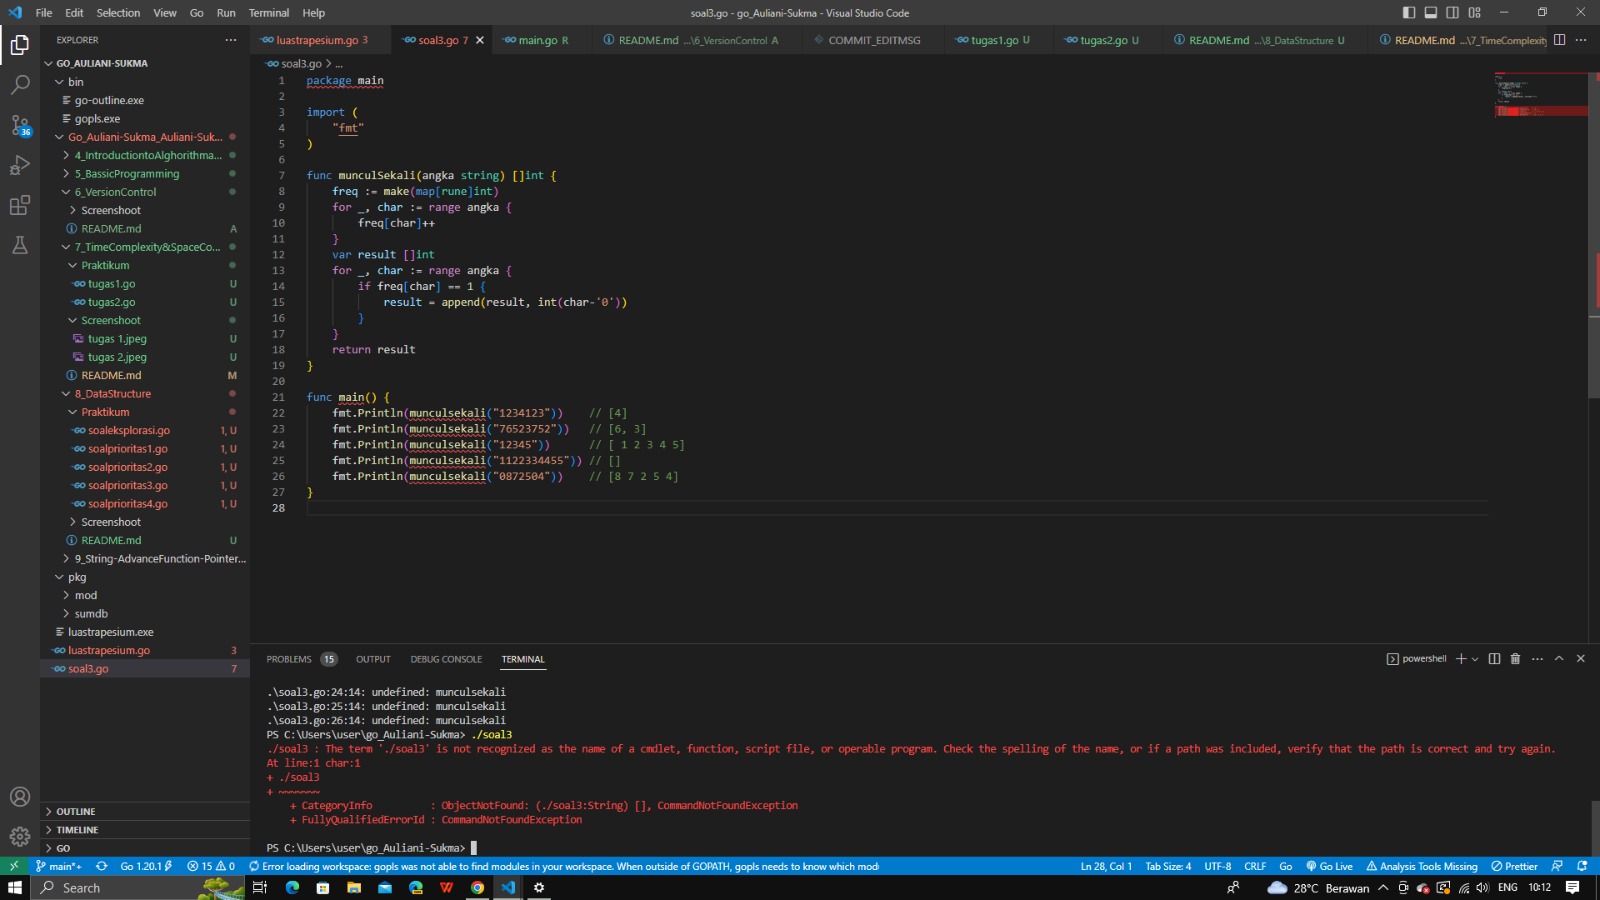 File Edit Selection View Go Run Terminal Help
soal3.go - go_Auliani-Sukma - Visual Studio Code
EXPLORER
luastrapesium.go 3
soal3.go 7
main.go R
README.md ...\6_VersionControl A
COMMIT_EDITMSG
tugas1.go U
tugas2.go U
README.md ...\8_DataStructure U
README.md ...\7_TimeComplexity
GO_AULIANI-SUKMA
bin
go-outline.exe
gopls.exe
Go_Auliani-Sukma_Auliani-Suk...
4_IntroductiontoAlghorithma...
5_BassicProgramming
6_VersionControl
Screenshoot
README.md A
7_TimeComplexity&SpaceCo...
Praktikum
tugas1.go U
tugas2.go U
Screenshoot
tugas 1.jpeg U
tugas 2.jpeg U
README.md M
8_DataStructure
Praktikum
soaleksplorasi.go 1, U
soalprioritas1.go 1, U
soalprioritas2.go 1, U
soalprioritas3.go 1, U
soalprioritas4.go 1, U
Screenshoot
README.md U
9_String-AdvanceFunction-Pointer...
pkg
mod
sumdb
luastrapesium.exe
luastrapesium.go 3
soal3.go 7
OUTLINE
TIMELINE
GO
36
soal3.go > ...
1 package main
2
3 import (
4 "fmt"
5 )
6
7 func munculSekali(angka string) []int {
8 freq := make(map[rune]int)
9 for _, char := range angka {
10 freq[char]++
11 }
12 var result []int
13 for _, char := range angka {
14 if freq[char] == 1 {
15 result = append(result, int(char-'0'))
16 }
17 }
18 return result
19 }
20
21 func main() {
22 fmt.Println(munculsekali("1234123")) // [4]
23 fmt.Println(munculsekali("76523752")) // [6, 3]
24 fmt.Println(munculsekali("12345")) // [ 1 2 3 4 5]
25 fmt.Println(munculsekali("1122334455")) // []
26 fmt.Println(munculsekali("0872504")) // [8 7 2 5 4]
27 }
28
PROBLEMS 15 OUTPUT DEBUG CONSOLE TERMINAL
powershell
.\soal3.go:24:14: undefined: munculsekali
.\soal3.go:25:14: undefined: munculsekali
.\soal3.go:26:14: undefined: munculsekali
PS C:\Users\user\go_Auliani-Sukma> ./soal3
./soal3 : The term './soal3' is not recognized as the name of a cmdlet, function, script file, or operable program. Check the spelling of the name, or if a path was included, verify that the path is correct and try again.
At line:1 char:1
+ ./soal3
+ ~~~~~~~
+ CategoryInfo : ObjectNotFound: (./soal3:String) [], CommandNotFoundException
+ FullyQualifiedErrorId : CommandNotFoundException
PS C:\Users\user\go_Auliani-Sukma>
main*+ Go 1.20.1 15 0 Error loading workspace: gopls was not able to find modules in your workspace. When outside of GOPATH, gopls needs to know which mod
Ln 28, Col 1 Tab Size: 4 UTF-8 CRLF Go Go Live Analysis Tools Missing Prettier
Search
28°C Berawan ENG 10:12